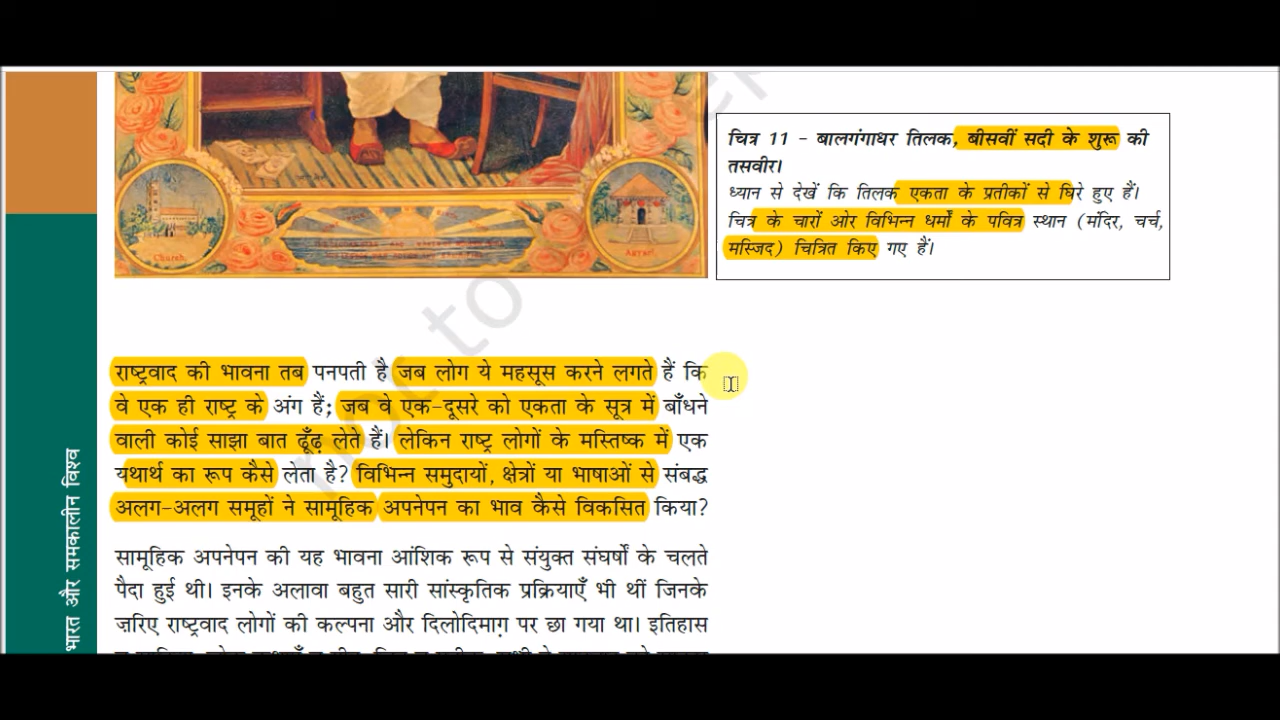 चित्र 11 - बालगंगाधर तिलक, बीसवीं सदी के शुरू की
तसवीर।
ध्यान से देखें कि तिलक एकता के प्रतीकों से घिरे हुए हैं।
चित्र के चारों ओर विभिन्न धर्मों के पवित्र स्थान (मंदिर, चर्च,
मस्जिद) चित्रित किए गए हैं।
Church.
राष्ट्रवाद की भावना तब पनपती है जब लोग ये महसूस करने लगते हैं कि
वे एक ही राष्ट्र के अंग हैं; जब वे एक-दूसरे को एकता के सूत्र में बाँधने
वाली कोई साझा बात ढूँढ़ लेते हैं। लेकिन राष्ट्र लोगों के मस्तिष्क में एक
यथार्थ का रूप कैसे लेता है? विभिन्न समुदायों, क्षेत्रों या भाषाओं से संबद्ध
अलग-अलग समूहों ने सामूहिक अपनेपन का भाव कैसे विकसित किया?
सामूहिक अपनेपन की यह भावना आंशिक रूप से संयुक्त संघर्षों के चलते
पैदा हुई थी। इनके अलावा बहुत सारी सांस्कृतिक प्रक्रियाएँ भी थीं जिनके
ज़रिए राष्ट्रवाद लोगों की कल्पना और दिलोदिमाग़ पर छा गया था। इतिहास
भारत और समकालीन विश्व
not to